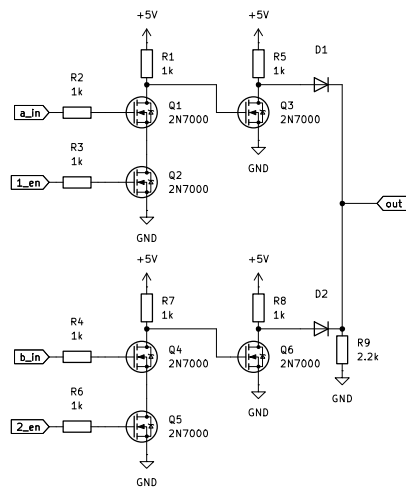 +5V
+5V
R1
1k
R5
1k
D1
R2
1k
a_in
Q1
2N7000
Q3
2N7000
R3
1k
GND
1_en
Q2
2N7000
out
GND
+5V
+5V
R7
1k
R8
1k
D2
R4
1k
b_in
Q4
2N7000
Q6
2N7000
R9
2.2k
R6
1k
GND
GND
2_en
Q5
2N7000
GND